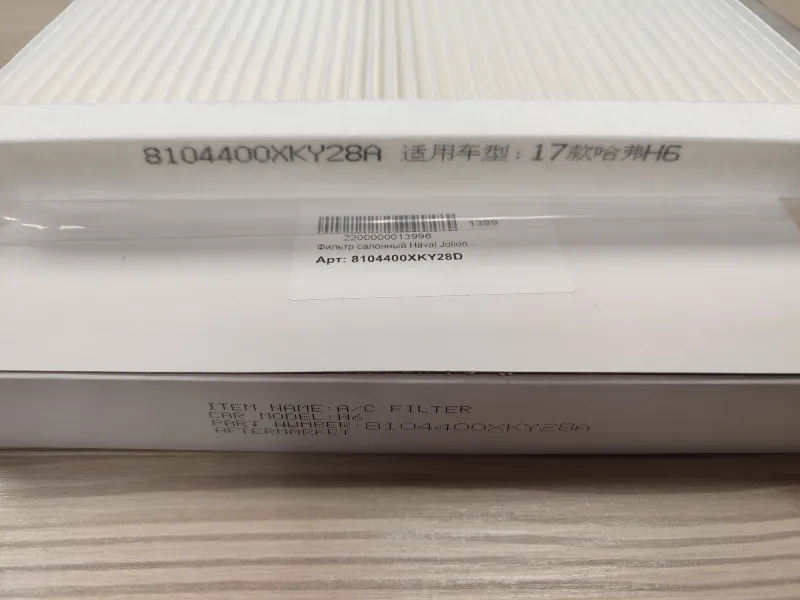 8104400XKY28A 适用车型：17款哈弗H6
1399
2200000013996
Фильтр салонный Haval Jolion
Арт: 8104400XKY28D
ITEM NAME:A/C FILTER
CAR MODEL:H6
PART NUMBER:8104400XKY28A
AFTERMARKET